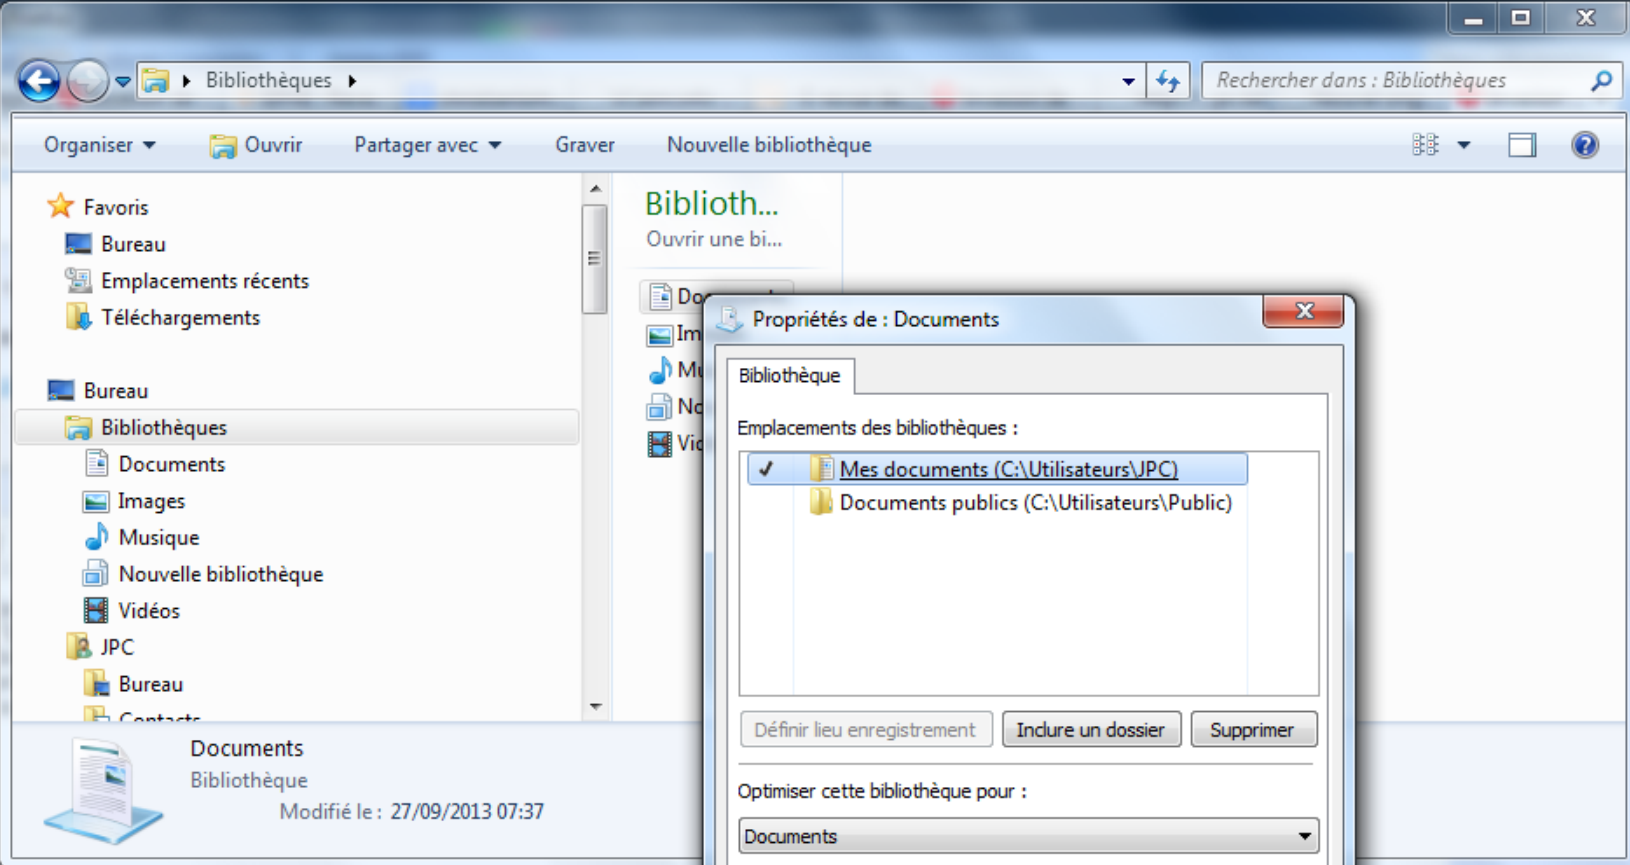 Bibliothèques
Rechercher dans : Bibliothèques
Organiser
Ouvrir
Partager avec
Graver
Nouvelle bibliothèque
Favoris
Bureau
Emplacements récents
Téléchargements
Bureau
Bibliothèques
Documents
Images
Musique
Nouvelle bibliothèque
Vidéos
JPC
Bureau
Contacts
Biblioth...
Ouvrir une bi...
Propriétés de : Documents
Bibliothèque
Emplacements des bibliothèques :
Mes documents (C:\Utilisateurs\JPC)
Documents publics (C:\Utilisateurs\Public)
Définir lieu enregistrement
Inclure un dossier
Supprimer
Optimiser cette bibliothèque pour :
Documents
Documents
Bibliothèque
Modifié le : 27/09/2013 07:37